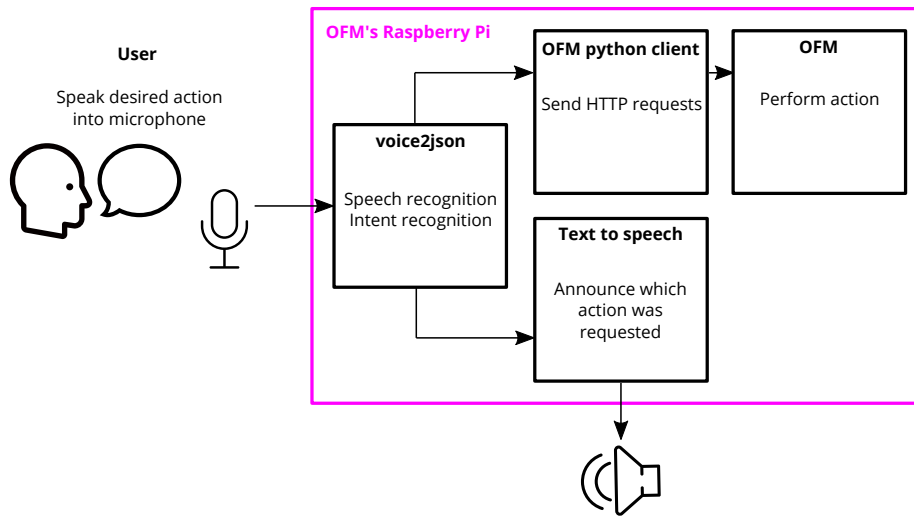 User
Speak desired action
into microphone
OFM's Raspberry Pi
voice2json
Speech recognition
Intent recognition
OFM python client
Send HTTP requests
OFM
Perform action
Text to speech
Announce which
action was
requested